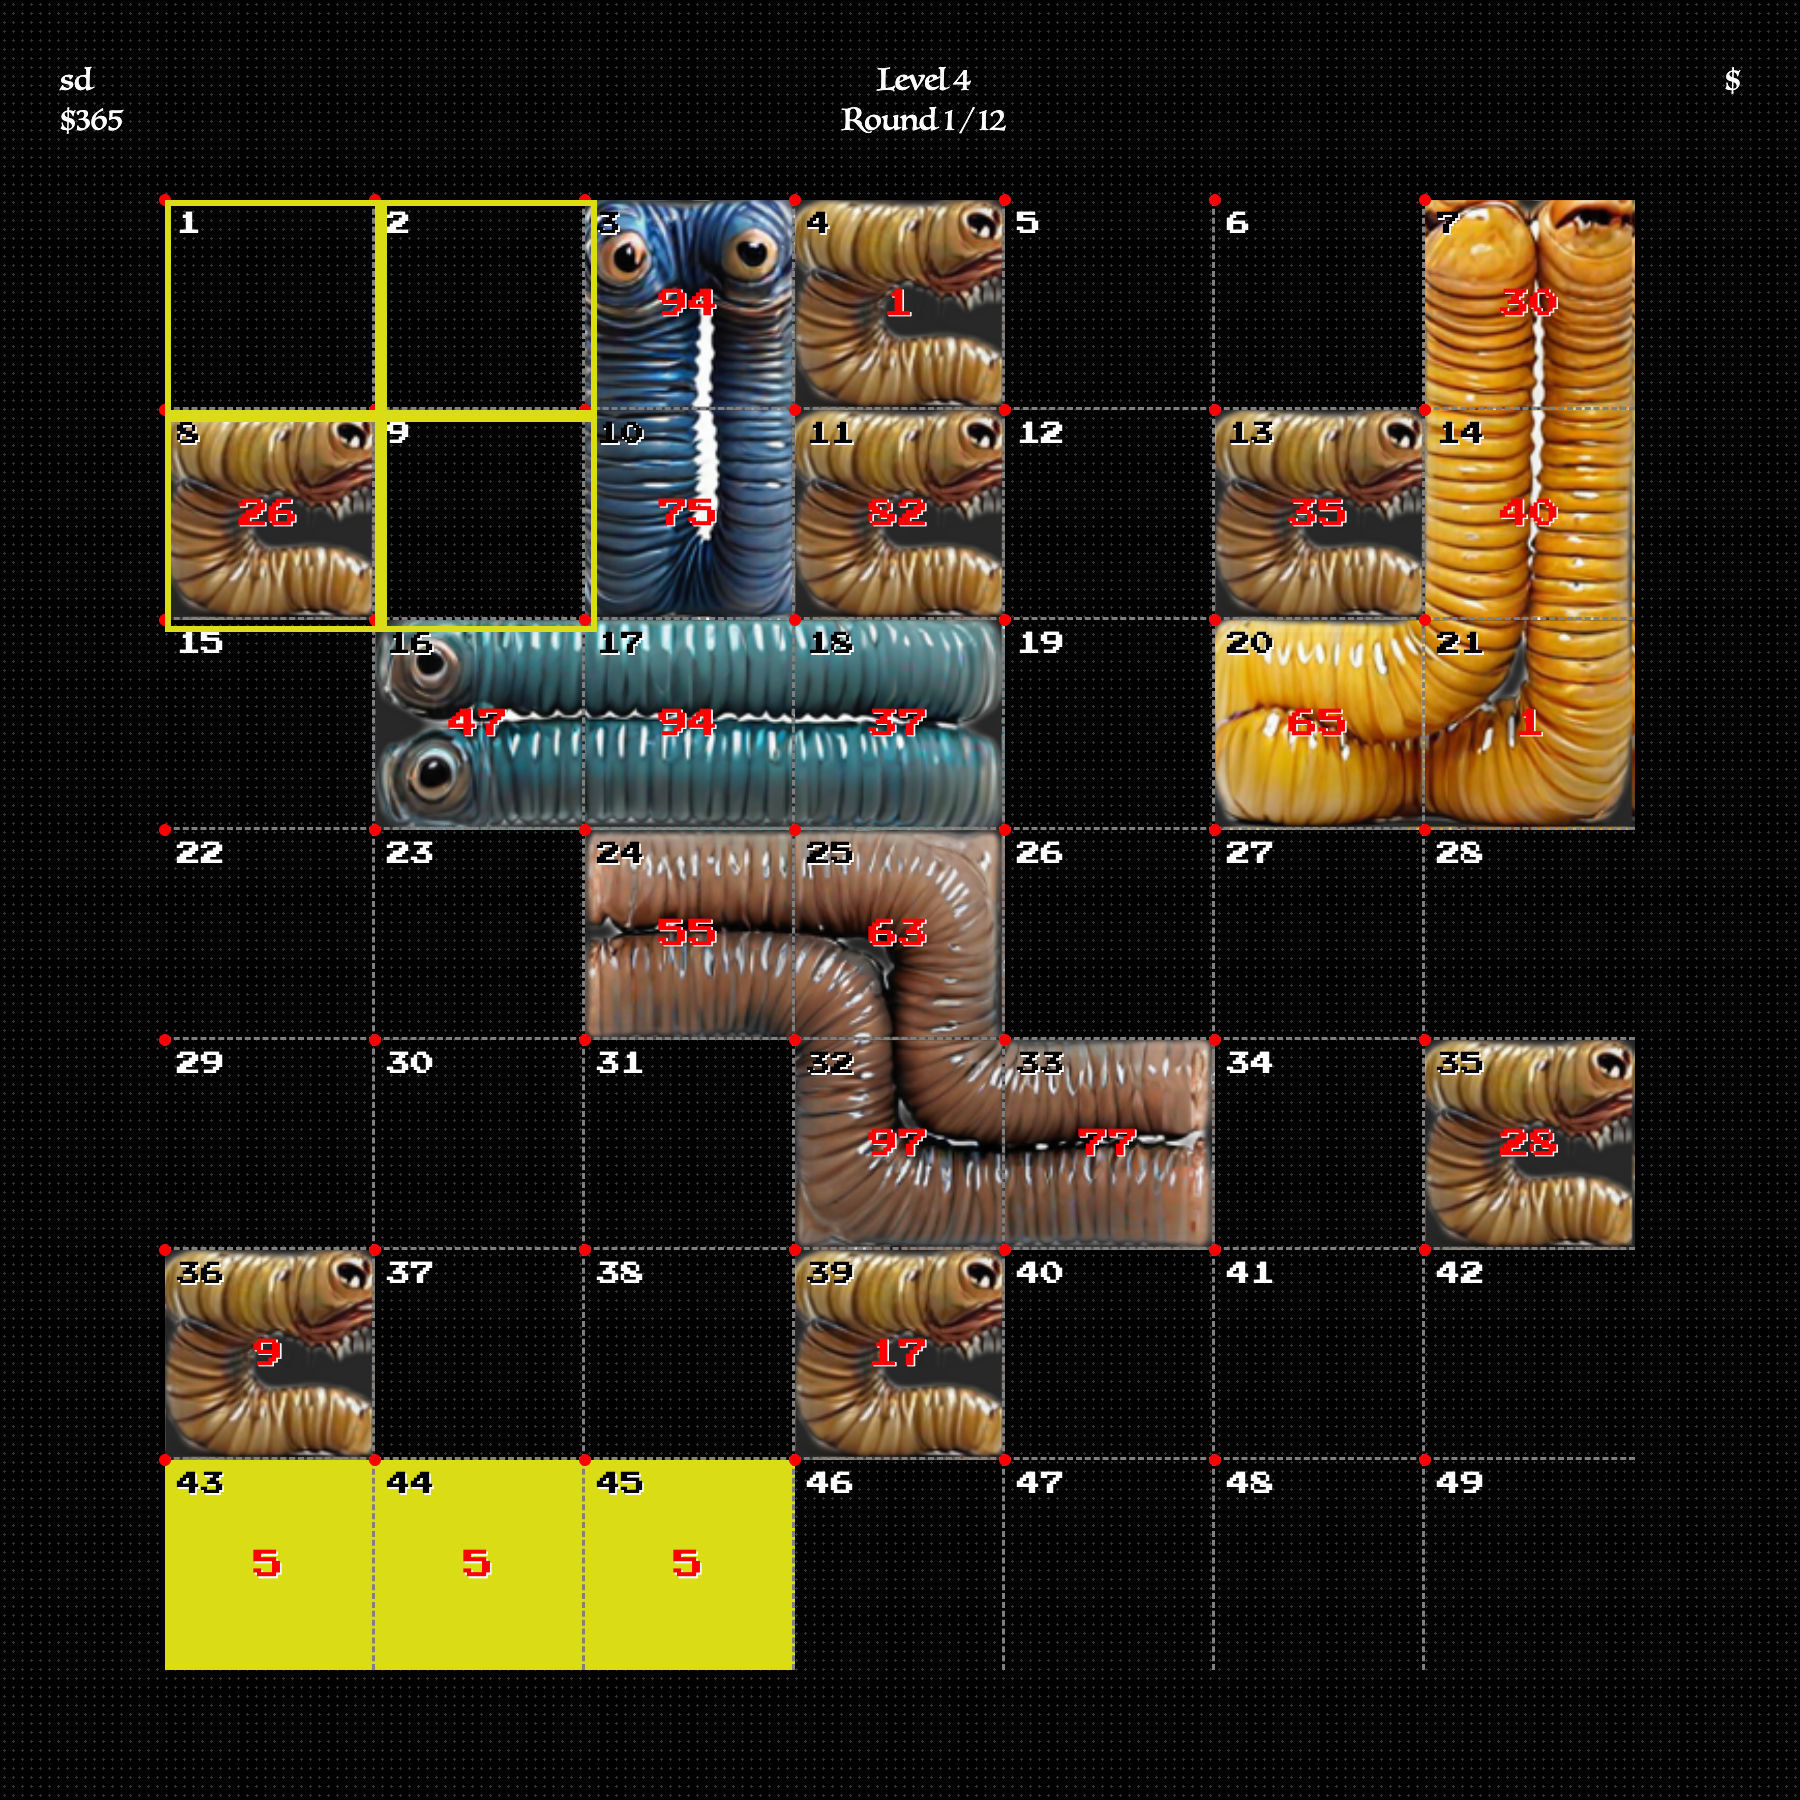 sd Level 4 $
$365 Round 1/12
1 2 3 4 5 6 7
94 1 30
8 9 10 11 12 13 14
26 75 82 35 40
15 16 17 18 19 20 21
47 94 37 65 1
22 23 24 25 26 27 28
55 63
29 30 31 32 33 34 35
97 77 28
36 37 38 39 40 41 42
9 17
43 44 45 46 47 48 49
5 5 5